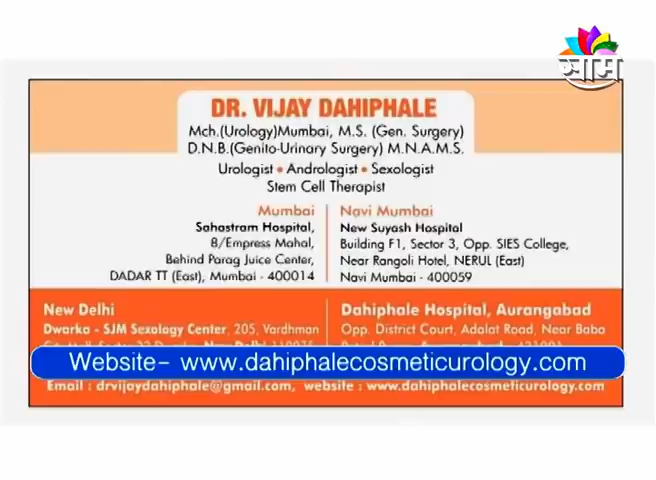 साम
DR. VIJAY DAHIPHALE
Mch.(Urology)Mumbai, M.S. (Gen. Surgery)
D.N.B.(Genito-Urinary Surgery) M.N.A.M.S.
Urologist • Andrologist • Sexologist
Stem Cell Therapist
Mumbai
Sahastram Hospital,
B/Empress Mahal,
Behind Parag Juice Center,
DADAR TT (East), Mumbai - 400014
Navi Mumbai
New Suyash Hospital
Building F1, Sector 3, Opp. SIES College,
Near Rangoli Hotel, NERUL (East)
Navi Mumbai - 400059
New Delhi
Dwarka - SJM Sexology Center, 205, Vardhman
Dahiphale Hospital, Aurangabad
Opp. District Court, Adalat Road, Near Baba
Website- www.dahiphalecosmeticurology.com
Email : drvijaydahiphale@gmail.com, website : www.dahiphalecosmeticurology.com